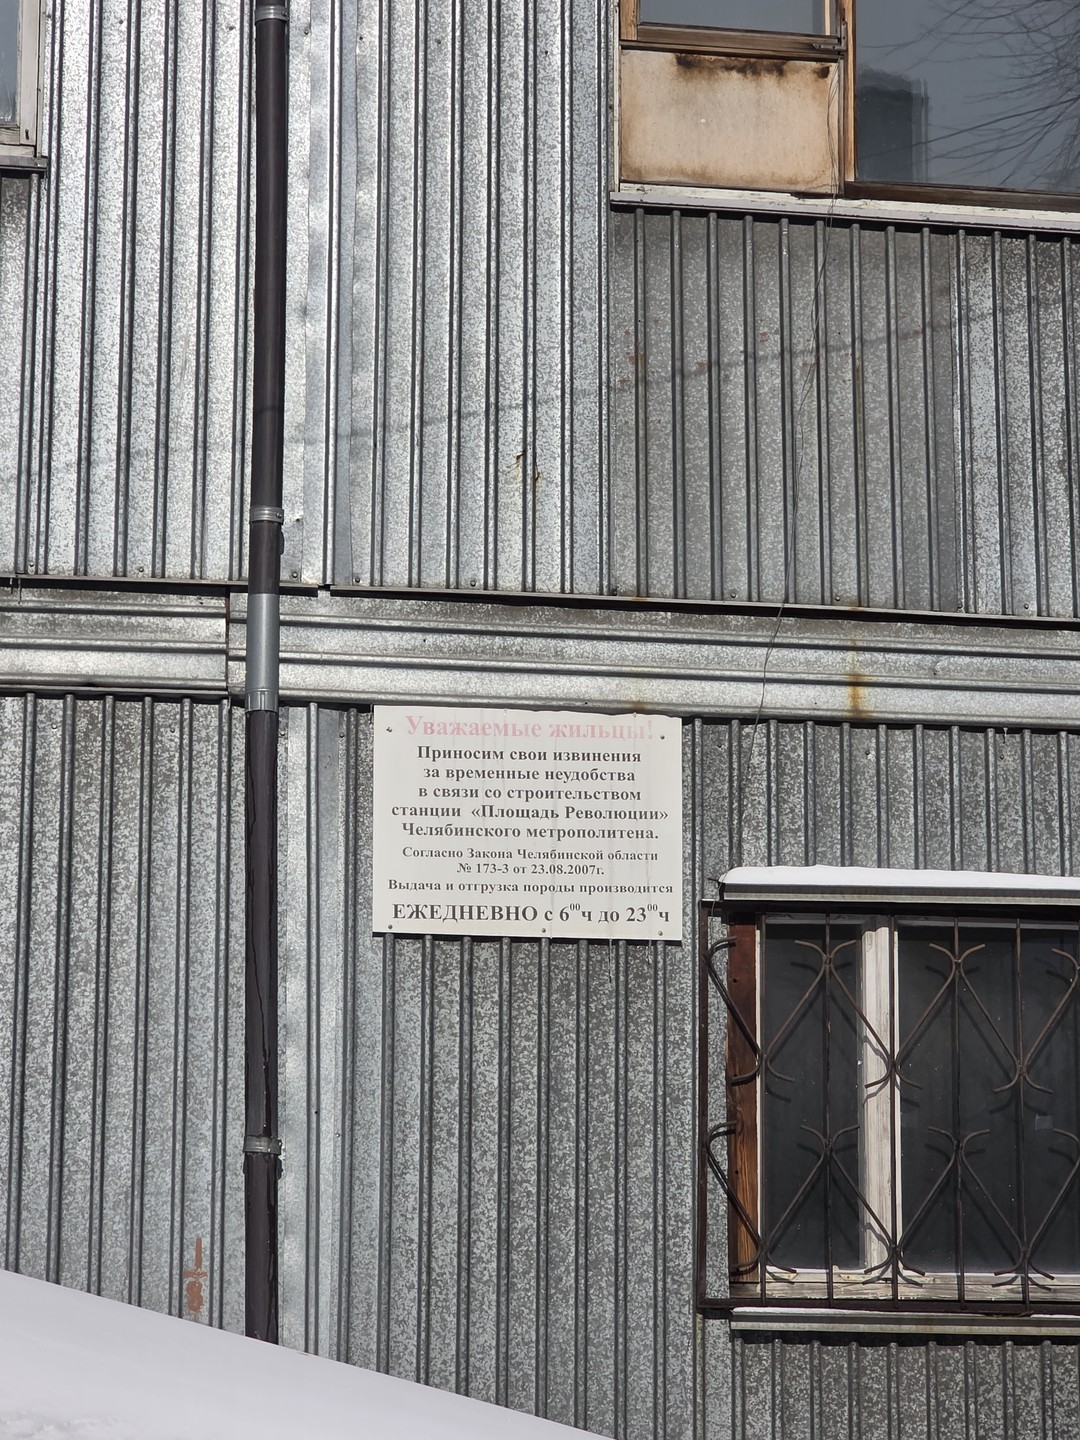 Уважаемые жильцы!
Приносим свои извинения
за временные неудобства
в связи со строительством
станции «Площадь Революции»
Челябинского метрополитена.
Согласно Закона Челябинской области
№ 173-3 от 23.08.2007г.
Выдача и отгрузка породы производится
ЕЖЕДНЕВНО с 6⁰⁰ч до 23⁰⁰ч